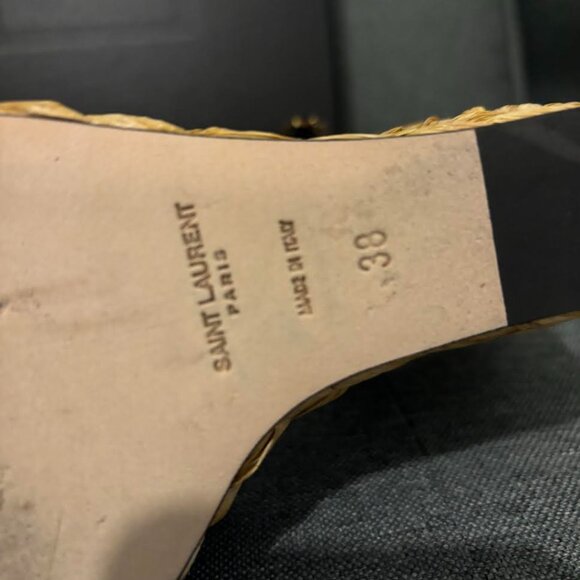 SAINT LAURENT
PARIS
MADE IN ITALY
38